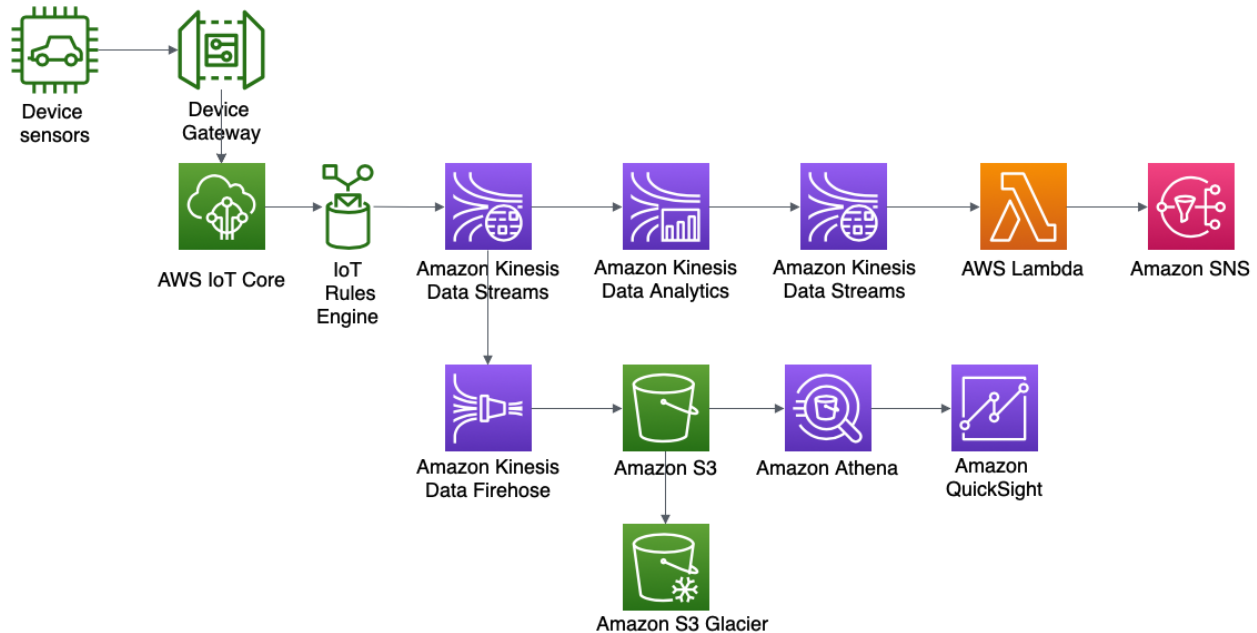 Device
sensors
Device
Gateway
AWS IoT Core
IoT
Rules
Engine
Amazon Kinesis
Data Streams
Amazon Kinesis
Data Analytics
Amazon Kinesis
Data Streams
AWS Lambda
Amazon SNS
Amazon Kinesis
Data Firehose
Amazon S3
Amazon Athena
Amazon
QuickSight
Amazon S3 Glacier